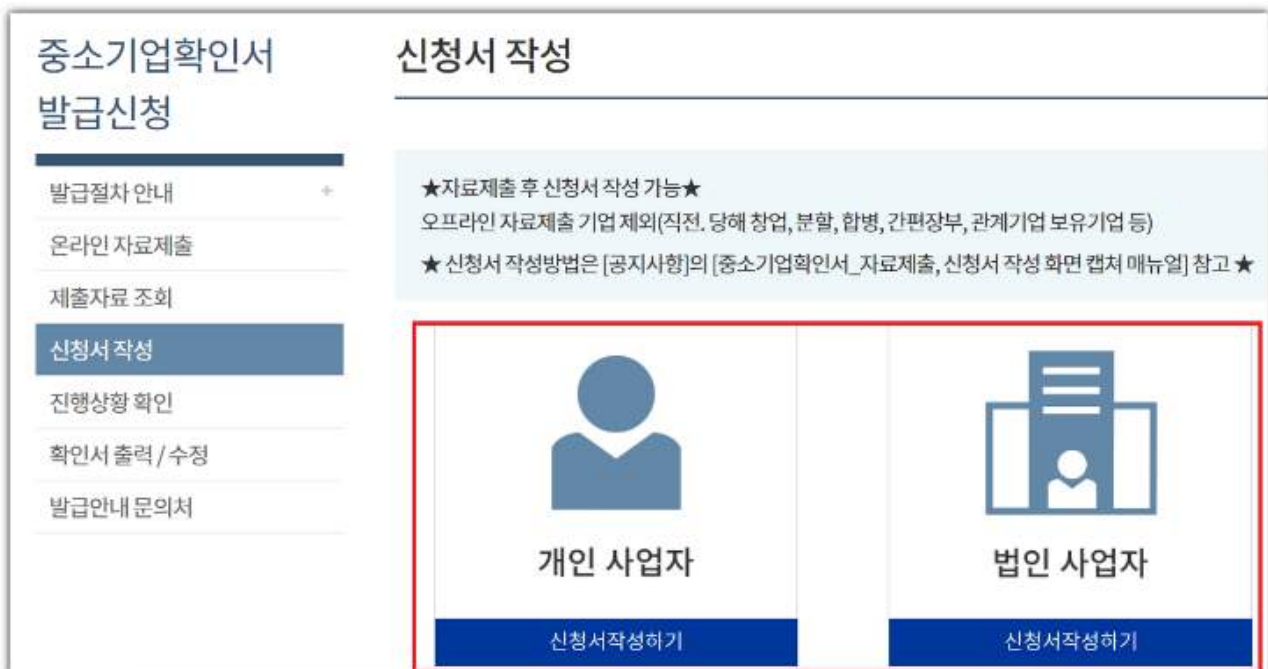 중소기업확인서
발급신청
발급절차 안내 +
온라인 자료제출
제출자료 조회
신청서 작성
진행상황 확인
확인서 출력 / 수정
발급안내 문의처
신청서 작성
★자료제출 후 신청서 작성 가능★
오프라인 자료제출 기업 제외(직전. 당해 창업, 분할, 합병, 간편장부, 관계기업 보유기업 등)
★ 신청서 작성방법은 [공지사항]의 [중소기업확인서_자료제출, 신청서 작성 화면 캡쳐 매뉴얼] 참고 ★
개인 사업자
신청서작성하기
법인 사업자
신청서작성하기